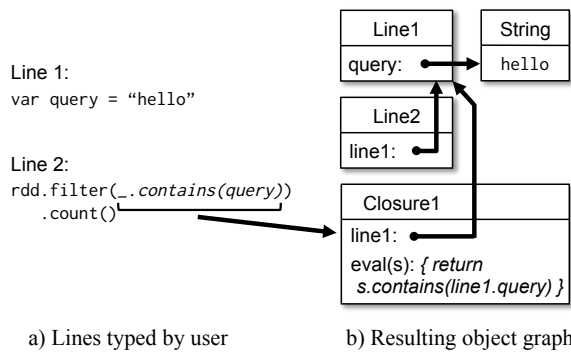 Line 1:
var query = “hello”
Line 2:
rdd.filter(_.contains(query))
.count()
Line1
query:
String
hello
Line2
line1:
Closure1
line1:
eval(s): { return
s.contains(line1.query) }
a) Lines typed by user
b) Resulting object graph